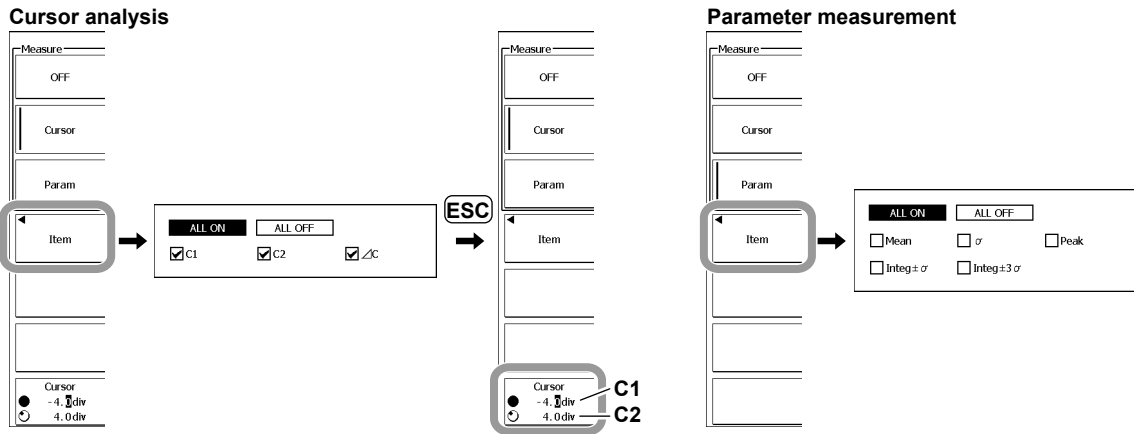 Cursor analysis
Measure
OFF
Cursor
Param
Item
Cursor
-4.0div
4.0div
ALL ON ALL OFF
C1 C2 ⊿C
ESC
Measure
OFF
Cursor
Param
Item
Cursor
-4.0div
4.0div
C1
C2
Parameter measurement
Measure
OFF
Cursor
Param
Item
ALL ON ALL OFF
Mean σ Peak
Integ±σ Integ±3σ